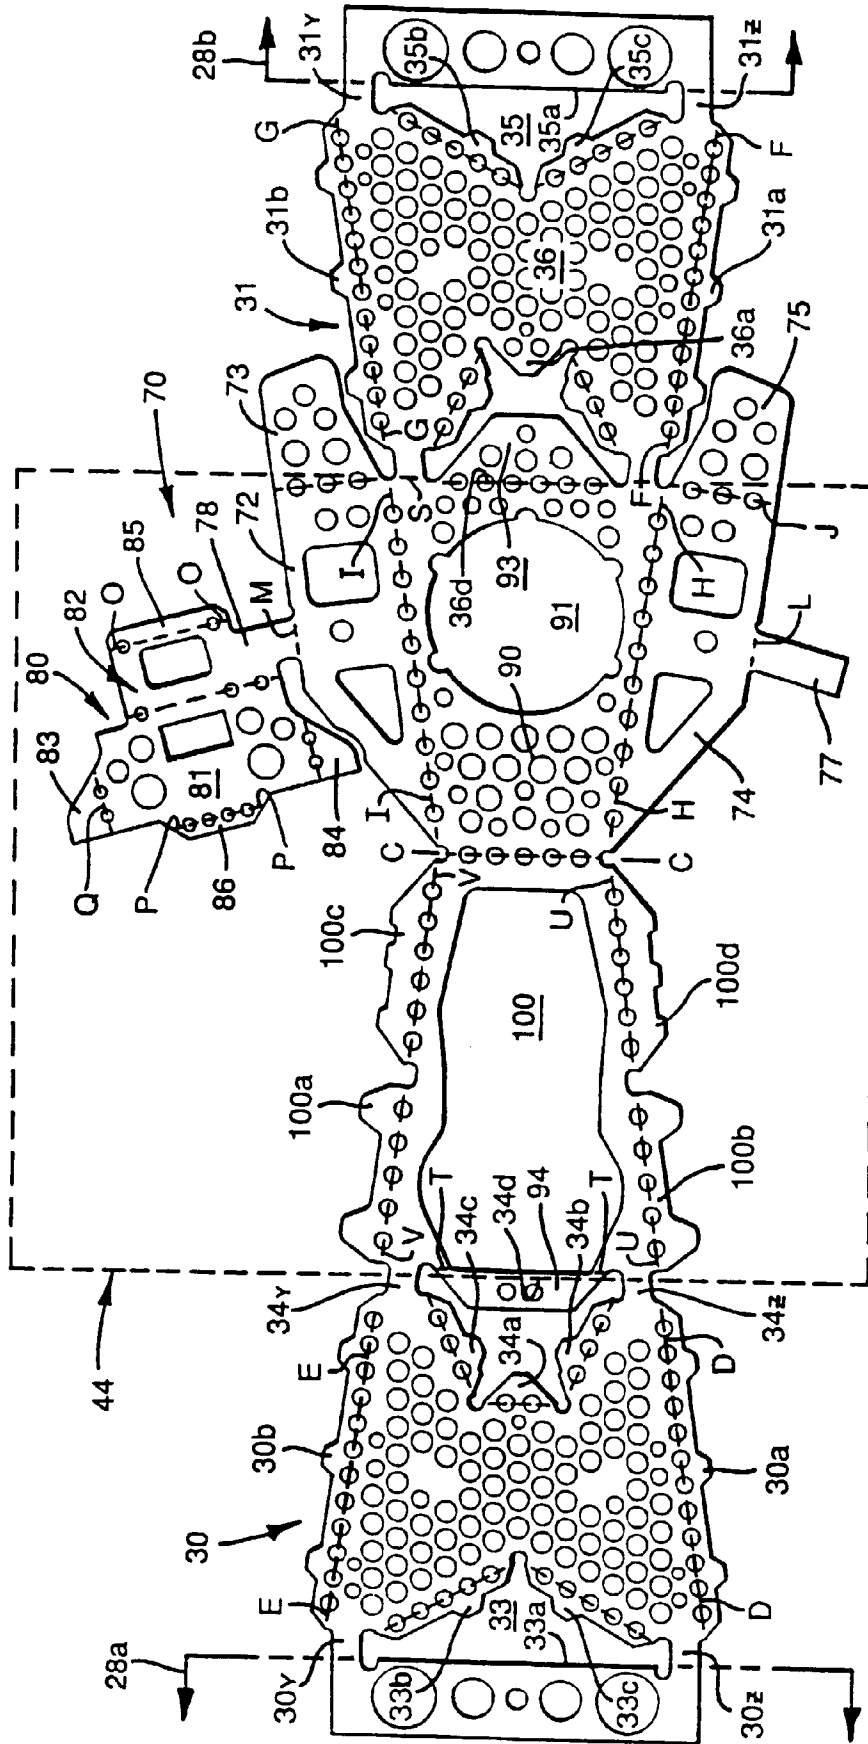 28b
31Y
35b
35c
31Z
G
35
35a
F
31b
31
36
31a
36a
75
73
70
G
F
S
72
J
85
78
M
I
36d
93
H
L
82
80
91
83
81
90
74
77
Q
P
86
P
84
I
H
C
V
C
100c
U
100d
100
100a
100b
V
T
34c
34d
94
34b
T
U
44
34Y
34a
34Z
E
D
30b
30a
30
E
33
D
28a
30Y
33b
33a
33c
30Z